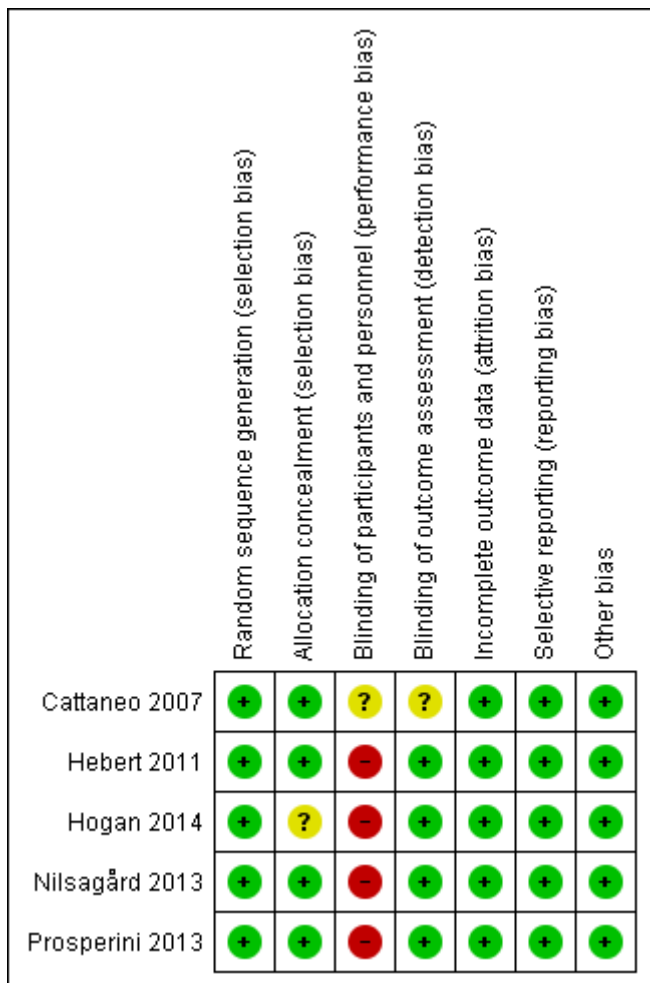 Random sequence generation (selection bias)
Allocation concealment (selection bias)
Blinding of participants and personnel (performance bias)
Blinding of outcome assessment (detection bias)
Incomplete outcome data (attrition bias)
Selective reporting (reporting bias)
Other bias
Cattaneo 2007 + + ? ? + + +
Hebert 2011 + + - + + + +
Hogan 2014 + ? - + + + +
Nilsagård 2013 + + - + + + +
Prosperini 2013 + + - + + + +